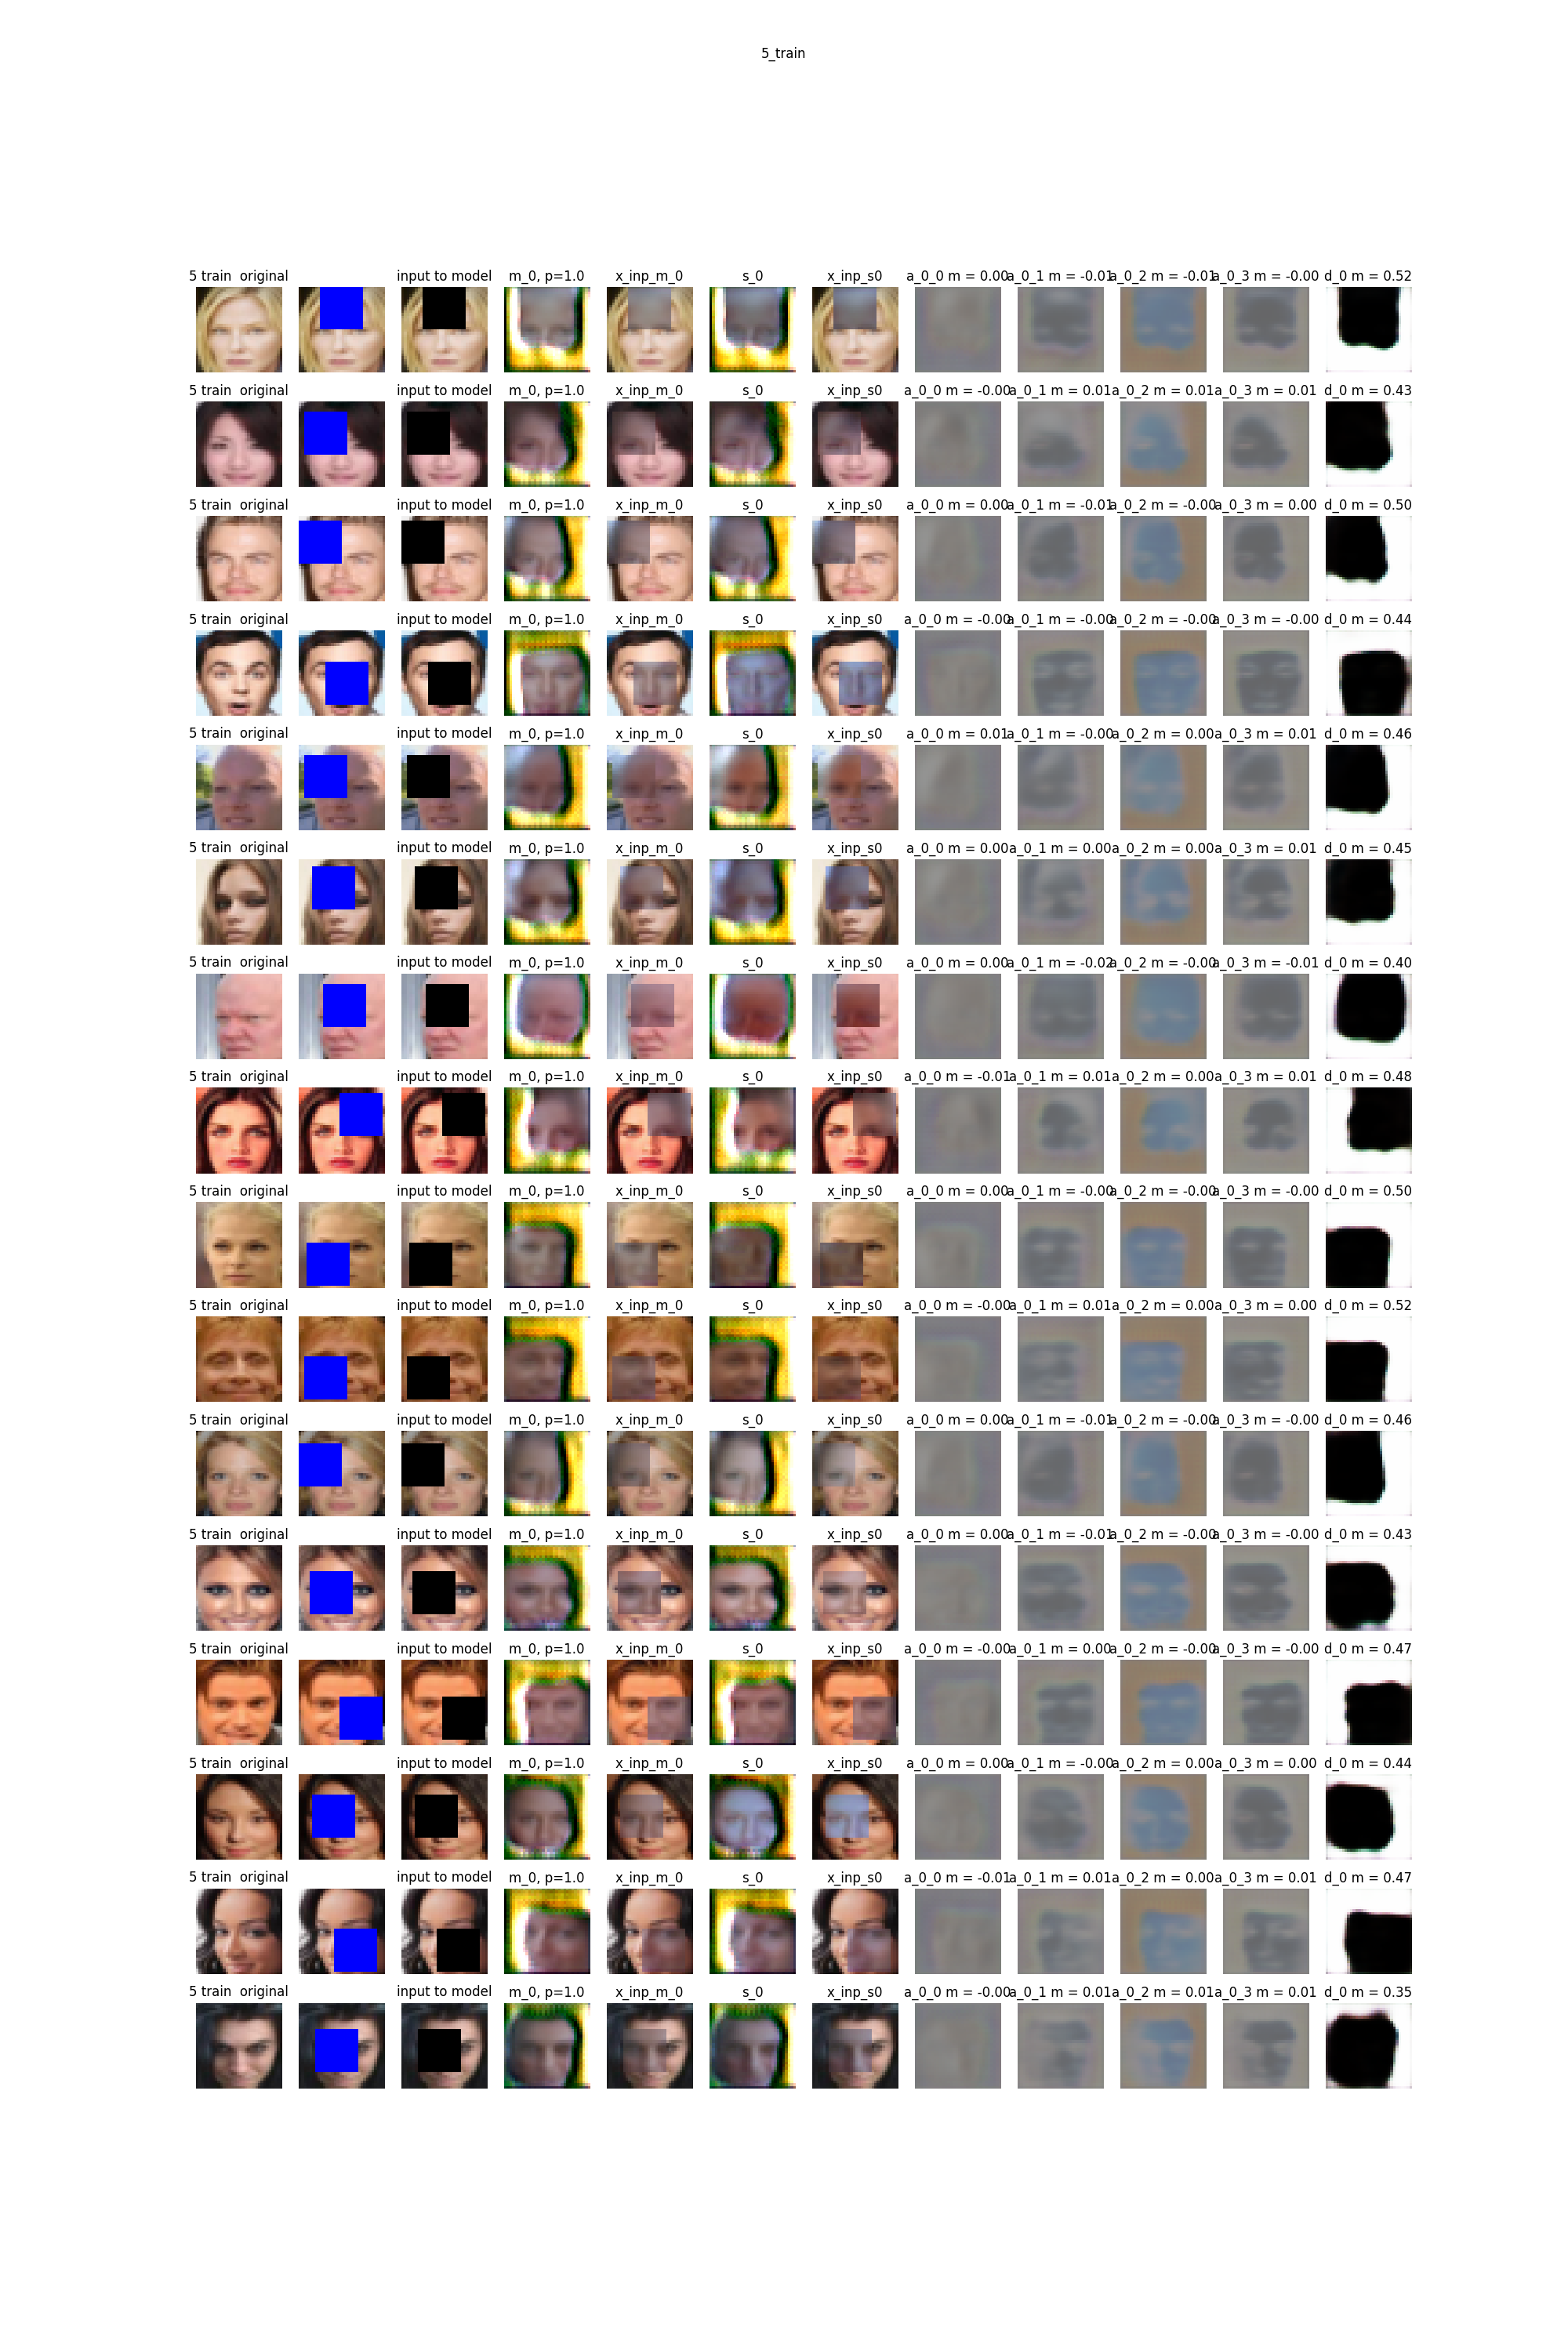 5_train
5 train  original input to model m_0, p=1.0 x_inp_m_0 s_0 x_inp_s0 a_0_0 m = 0.00 a_0_1 m = -0.01 a_0_2 m = -0.01 a_0_3 m = -0.00 d_0 m = 0.52
5 train  original input to model m_0, p=1.0 x_inp_m_0 s_0 x_inp_s0 a_0_0 m = -0.00 a_0_1 m = 0.01 a_0_2 m = 0.01 a_0_3 m = 0.01 d_0 m = 0.43
5 train  original input to model m_0, p=1.0 x_inp_m_0 s_0 x_inp_s0 a_0_0 m = 0.00 a_0_1 m = -0.01 a_0_2 m = -0.00 a_0_3 m = 0.00 d_0 m = 0.50
5 train  original input to model m_0, p=1.0 x_inp_m_0 s_0 x_inp_s0 a_0_0 m = -0.00 a_0_1 m = -0.00 a_0_2 m = -0.00 a_0_3 m = -0.00 d_0 m = 0.44
5 train  original input to model m_0, p=1.0 x_inp_m_0 s_0 x_inp_s0 a_0_0 m = 0.01 a_0_1 m = -0.00 a_0_2 m = 0.00 a_0_3 m = 0.01 d_0 m = 0.46
5 train  original input to model m_0, p=1.0 x_inp_m_0 s_0 x_inp_s0 a_0_0 m = 0.00 a_0_1 m = 0.00 a_0_2 m = 0.00 a_0_3 m = 0.01 d_0 m = 0.45
5 train  original input to model m_0, p=1.0 x_inp_m_0 s_0 x_inp_s0 a_0_0 m = 0.00 a_0_1 m = -0.02 a_0_2 m = -0.00 a_0_3 m = -0.01 d_0 m = 0.40
5 train  original input to model m_0, p=1.0 x_inp_m_0 s_0 x_inp_s0 a_0_0 m = -0.01 a_0_1 m = 0.01 a_0_2 m = 0.00 a_0_3 m = 0.01 d_0 m = 0.48
5 train  original input to model m_0, p=1.0 x_inp_m_0 s_0 x_inp_s0 a_0_0 m = 0.00 a_0_1 m = -0.00 a_0_2 m = -0.00 a_0_3 m = -0.00 d_0 m = 0.50
5 train  original input to model m_0, p=1.0 x_inp_m_0 s_0 x_inp_s0 a_0_0 m = -0.00 a_0_1 m = 0.01 a_0_2 m = 0.00 a_0_3 m = 0.00 d_0 m = 0.52
5 train  original input to model m_0, p=1.0 x_inp_m_0 s_0 x_inp_s0 a_0_0 m = 0.00 a_0_1 m = -0.01 a_0_2 m = -0.00 a_0_3 m = -0.00 d_0 m = 0.46
5 train  original input to model m_0, p=1.0 x_inp_m_0 s_0 x_inp_s0 a_0_0 m = 0.00 a_0_1 m = -0.01 a_0_2 m = -0.00 a_0_3 m = -0.00 d_0 m = 0.43
5 train  original input to model m_0, p=1.0 x_inp_m_0 s_0 x_inp_s0 a_0_0 m = -0.00 a_0_1 m = 0.00 a_0_2 m = -0.00 a_0_3 m = -0.00 d_0 m = 0.47
5 train  original input to model m_0, p=1.0 x_inp_m_0 s_0 x_inp_s0 a_0_0 m = 0.00 a_0_1 m = -0.00 a_0_2 m = 0.00 a_0_3 m = 0.00 d_0 m = 0.44
5 train  original input to model m_0, p=1.0 x_inp_m_0 s_0 x_inp_s0 a_0_0 m = -0.01 a_0_1 m = 0.01 a_0_2 m = 0.00 a_0_3 m = 0.01 d_0 m = 0.47
5 train  original input to model m_0, p=1.0 x_inp_m_0 s_0 x_inp_s0 a_0_0 m = -0.00 a_0_1 m = 0.01 a_0_2 m = 0.01 a_0_3 m = 0.01 d_0 m = 0.35